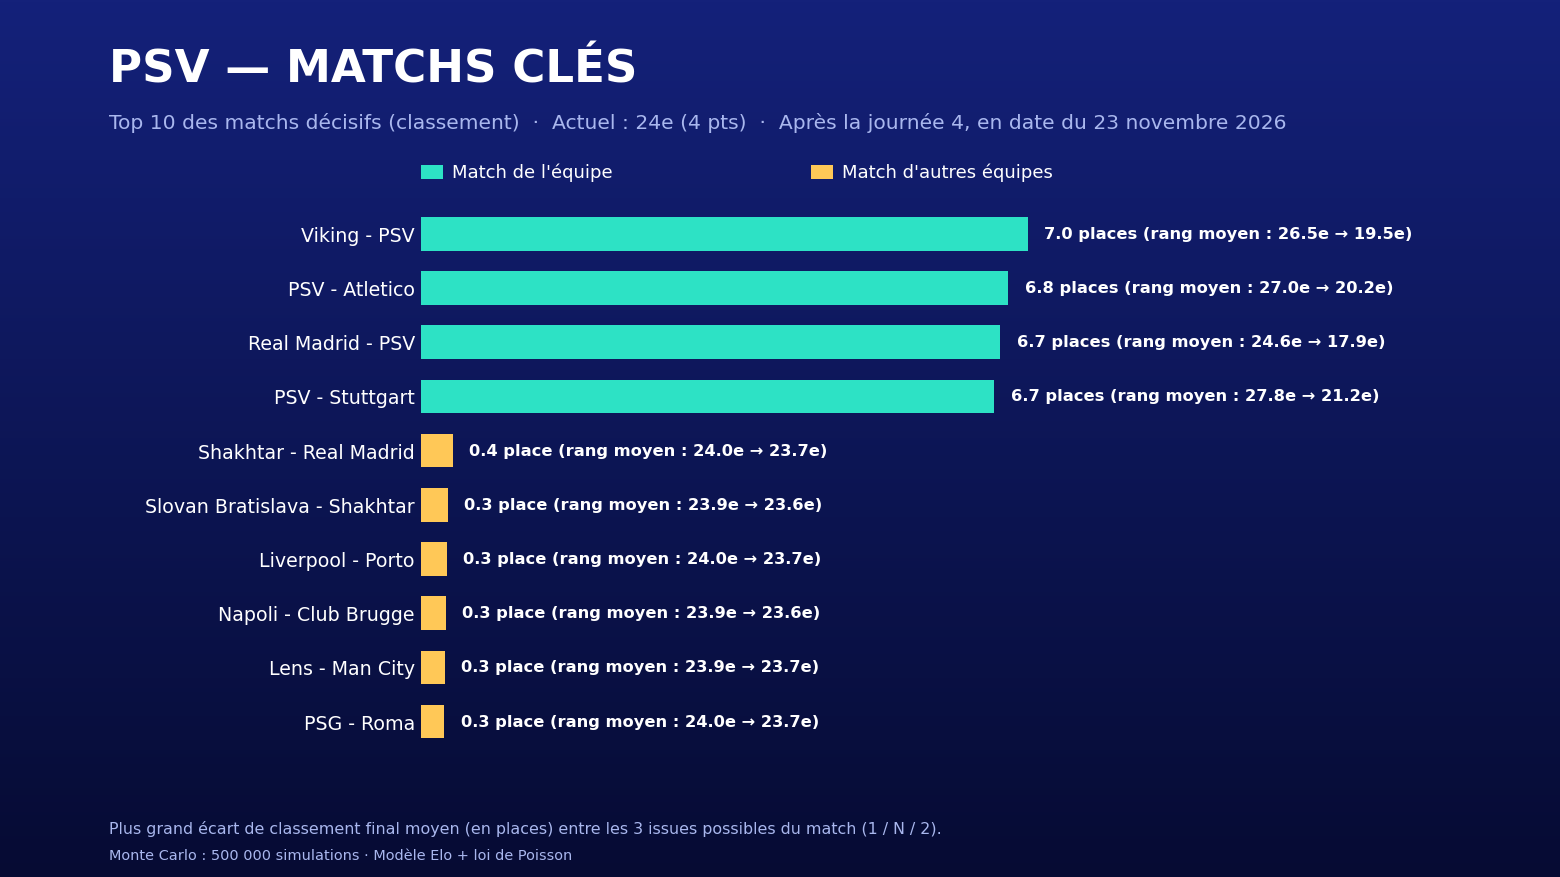 PSV — MATCHS CLÉS
Top 10 des matchs décisifs (classement)  ·  Actuel : 24e (4 pts)  ·  Après la journée 4, en date du 23 novembre 2026
Match de l'équipe
Match d'autres équipes
Viking - PSV 7.0 places (rang moyen : 26.5e → 19.5e)
PSV - Atletico 6.8 places (rang moyen : 27.0e → 20.2e)
Real Madrid - PSV 6.7 places (rang moyen : 24.6e → 17.9e)
PSV - Stuttgart 6.7 places (rang moyen : 27.8e → 21.2e)
Shakhtar - Real Madrid 0.4 place (rang moyen : 24.0e → 23.7e)
Slovan Bratislava - Shakhtar 0.3 place (rang moyen : 23.9e → 23.6e)
Liverpool - Porto 0.3 place (rang moyen : 24.0e → 23.7e)
Napoli - Club Brugge 0.3 place (rang moyen : 23.9e → 23.6e)
Lens - Man City 0.3 place (rang moyen : 23.9e → 23.7e)
PSG - Roma 0.3 place (rang moyen : 24.0e → 23.7e)
Plus grand écart de classement final moyen (en places) entre les 3 issues possibles du match (1 / N / 2).
Monte Carlo : 500 000 simulations · Modèle Elo + loi de Poisson